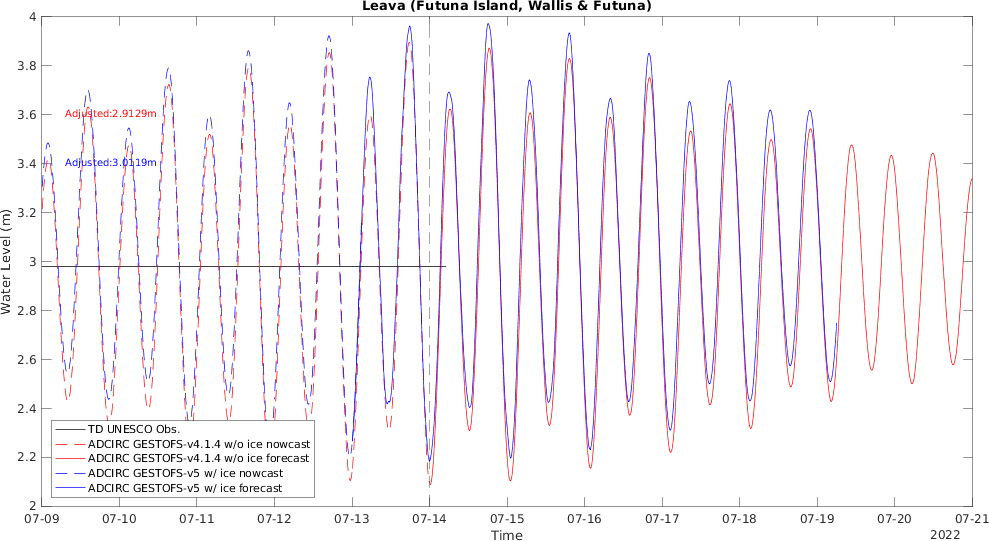 Leava (Futuna Island, Wallis & Futuna)
4
3.8
3.6
3.4
3.2
3
2.8
2.6
2.4
2.2
2
Water Level (m)
Adjusted:2.9129m
Adjusted:3.0119m
TD UNESCO Obs.
ADCIRC GESTOFS-v4.1.4 w/o ice nowcast
ADCIRC GESTOFS-v4.1.4 w/o ice forecast
ADCIRC GESTOFS-v5 w/ ice nowcast
ADCIRC GESTOFS-v5 w/ ice forecast
07-09 07-10 07-11 07-12 07-13 07-14 07-15 07-16 07-17 07-18 07-19 07-20 07-21
Time
2022